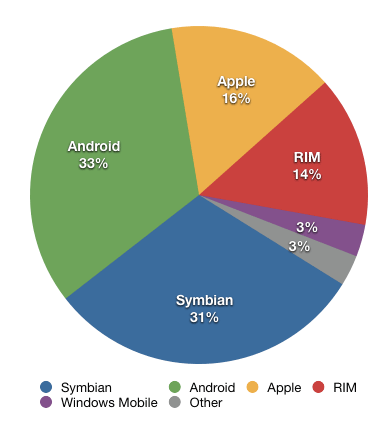 Apple
16%
Android
33%
RIM
14%
3%
3%
Symbian
31%
Symbian Android Apple RIM
Windows Mobile Other